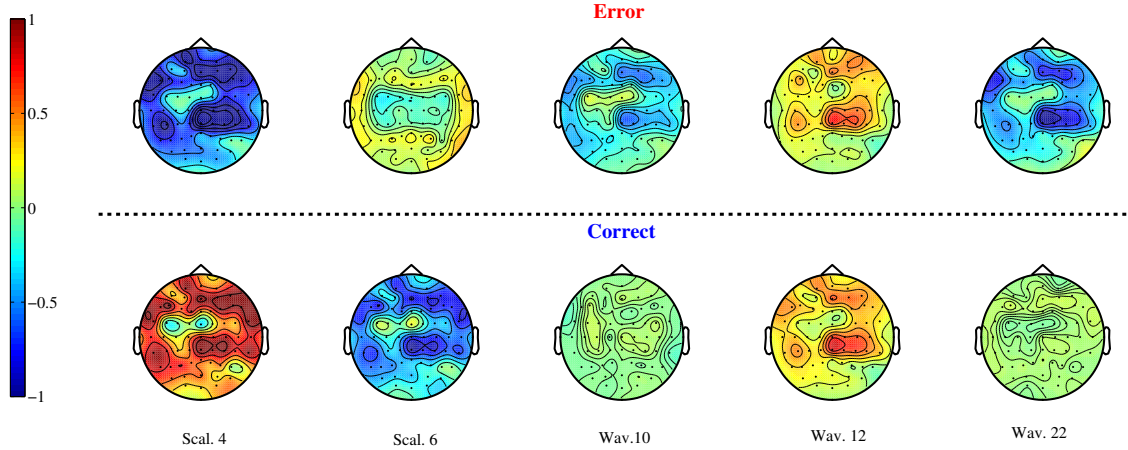 Error
1
0.5
0
−0.5
−1
Correct
Scal. 4
Scal. 6
Wav.10
Wav. 12
Wav. 22